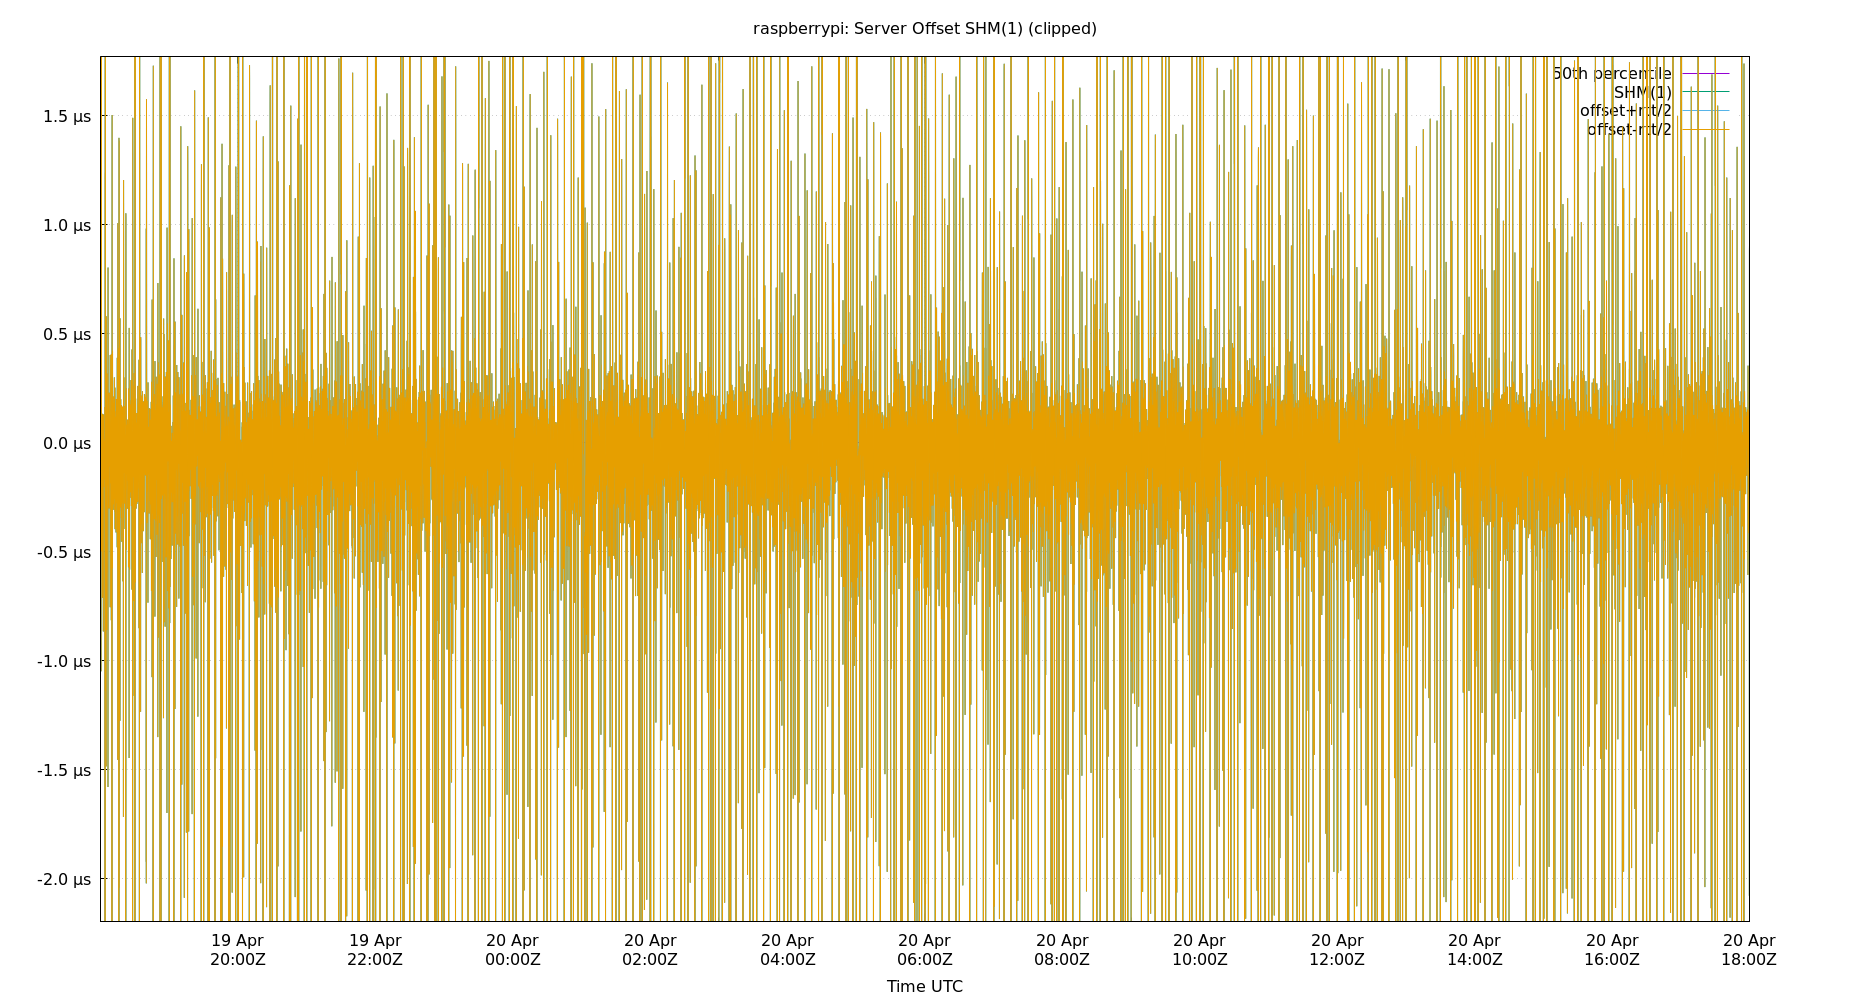 raspberrypi: Server Offset SHM(1) (clipped)
50th percentile
SHM(1)
offset+rtt/2
offset-rtt/2
1.5 µs
1.0 µs
0.5 µs
0.0 µs
-0.5 µs
-1.0 µs
-1.5 µs
-2.0 µs
19 Apr 19 Apr 20 Apr 20 Apr 20 Apr 20 Apr 20 Apr 20 Apr 20 Apr 20 Apr 20 Apr 20 Apr
20:00Z 22:00Z 00:00Z 02:00Z 04:00Z 06:00Z 08:00Z 10:00Z 12:00Z 14:00Z 16:00Z 18:00Z
Time UTC